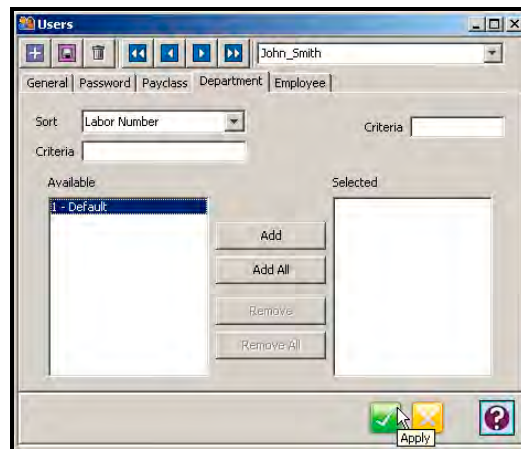 Users
John_Smith
General Password Payclass Department Employee
Sort Labor Number Criteria
Criteria
Available Selected
1 - Default
Add
Add All
Remove
Remove All
?
Apply